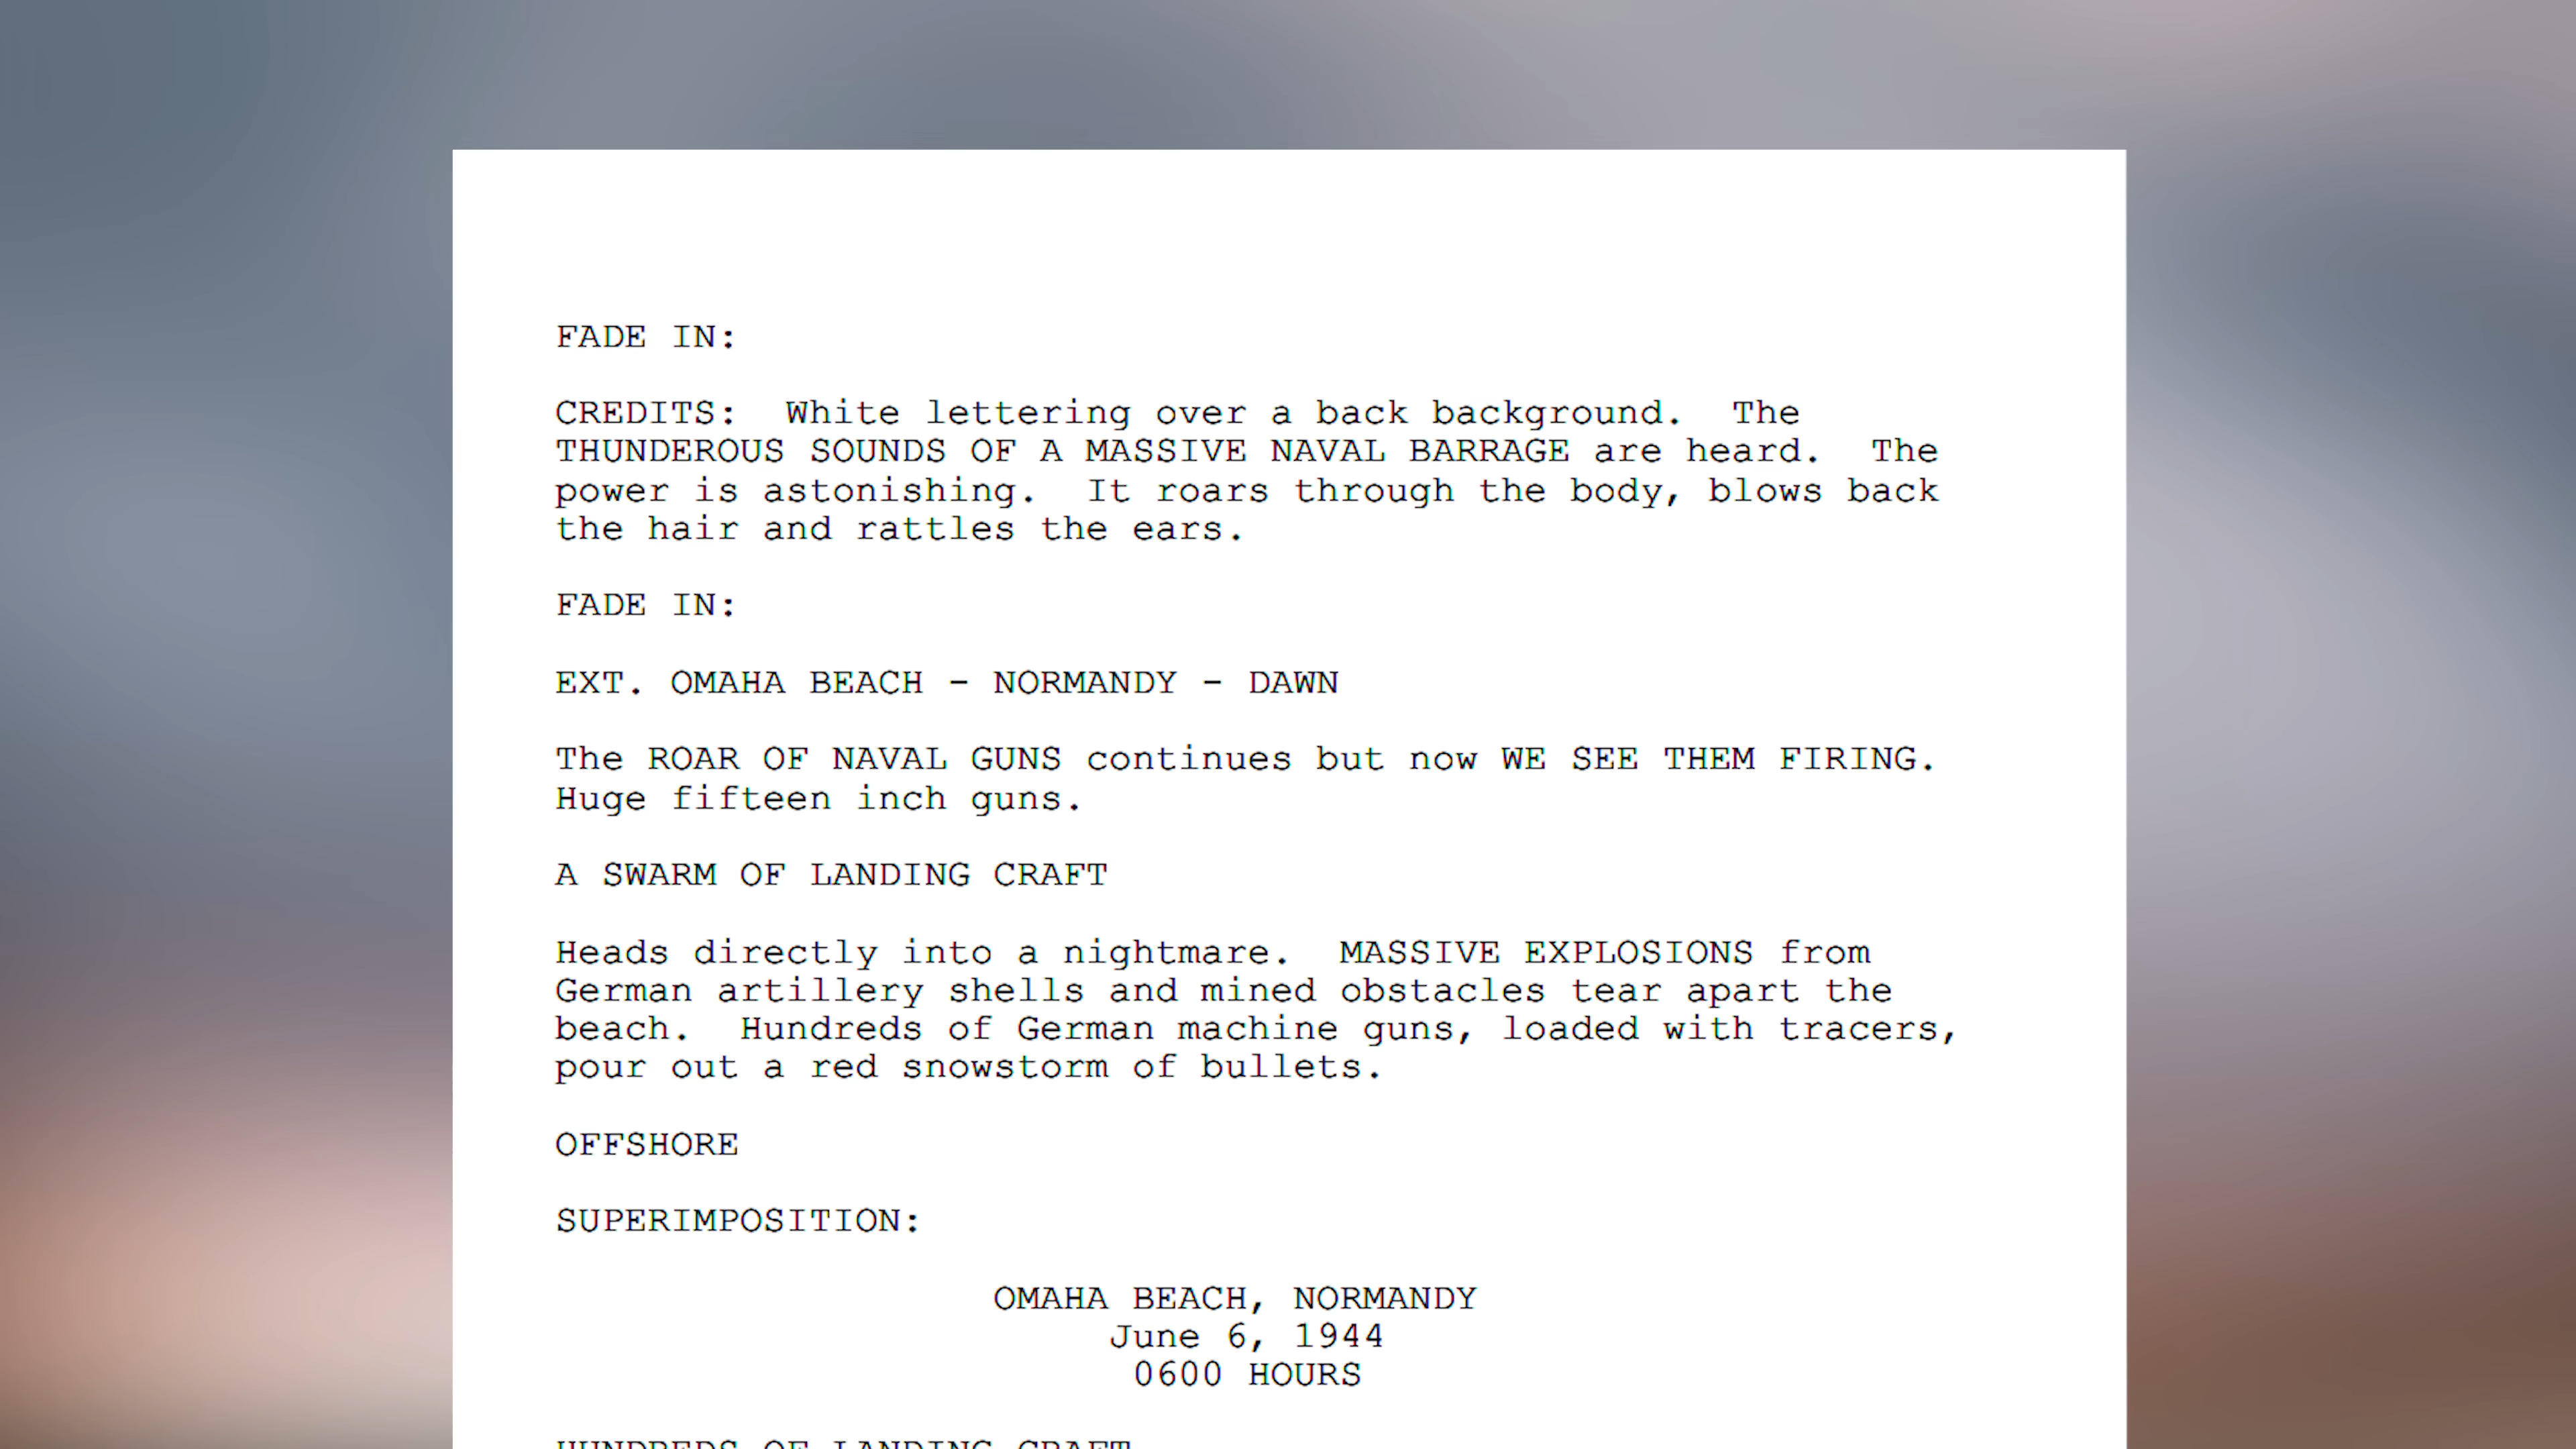 FADE IN:
CREDITS:  White lettering over a back background.  The
THUNDEROUS SOUNDS OF A MASSIVE NAVAL BARRAGE are heard.  The
power is astonishing.  It roars through the body, blows back
the hair and rattles the ears.
FADE IN:
EXT. OMAHA BEACH - NORMANDY - DAWN
The ROAR OF NAVAL GUNS continues but now WE SEE THEM FIRING.
Huge fifteen inch guns.
A SWARM OF LANDING CRAFT
Heads directly into a nightmare.  MASSIVE EXPLOSIONS from
German artillery shells and mined obstacles tear apart the
beach.  Hundreds of German machine guns, loaded with tracers,
pour out a red snowstorm of bullets.
OFFSHORE
SUPERIMPOSITION:
OMAHA BEACH, NORMANDY
June 6, 1944
0600 HOURS
HUNDREDS OF LANDING CRAFT